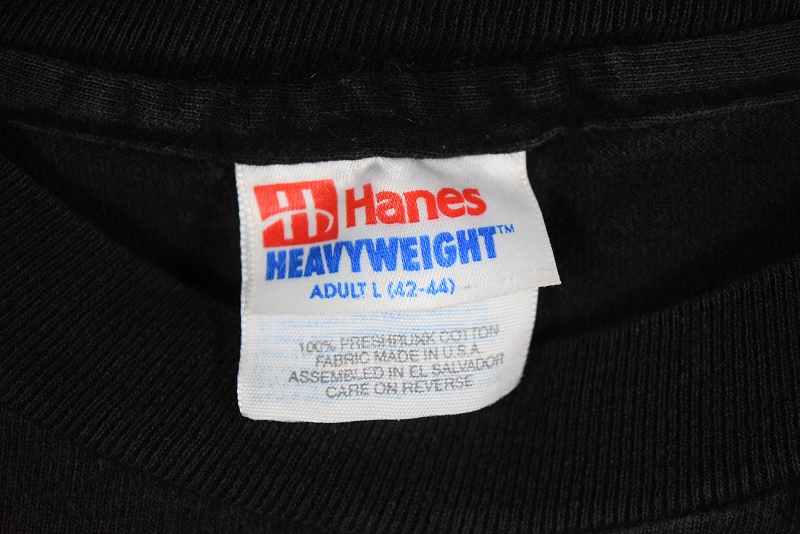 Hanes
HEAVYWEIGHT™
ADULT L (42-44)
100% PRESHRUNK COTTON
FABRIC MADE IN U.S.A.
ASSEMBLED IN EL SALVADOR
CARE ON REVERSE